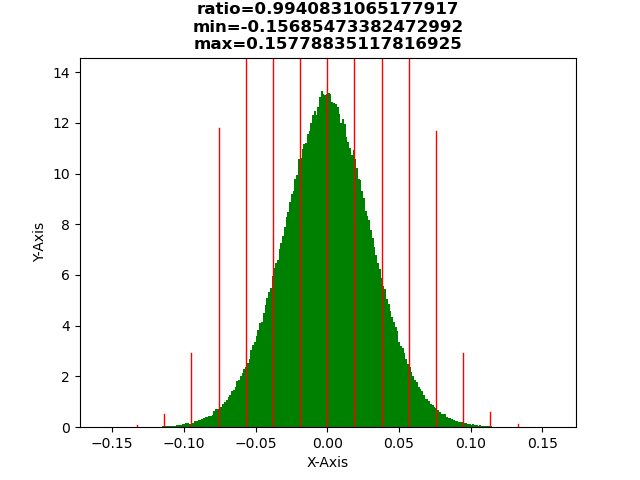 ratio=0.9940831065177917
min=-0.15685473382472992
max=0.15778835117816925
14
12
10
8
6
4
2
0
Y-Axis
−0.15 −0.10 −0.05 0.00 0.05 0.10 0.15
X-Axis